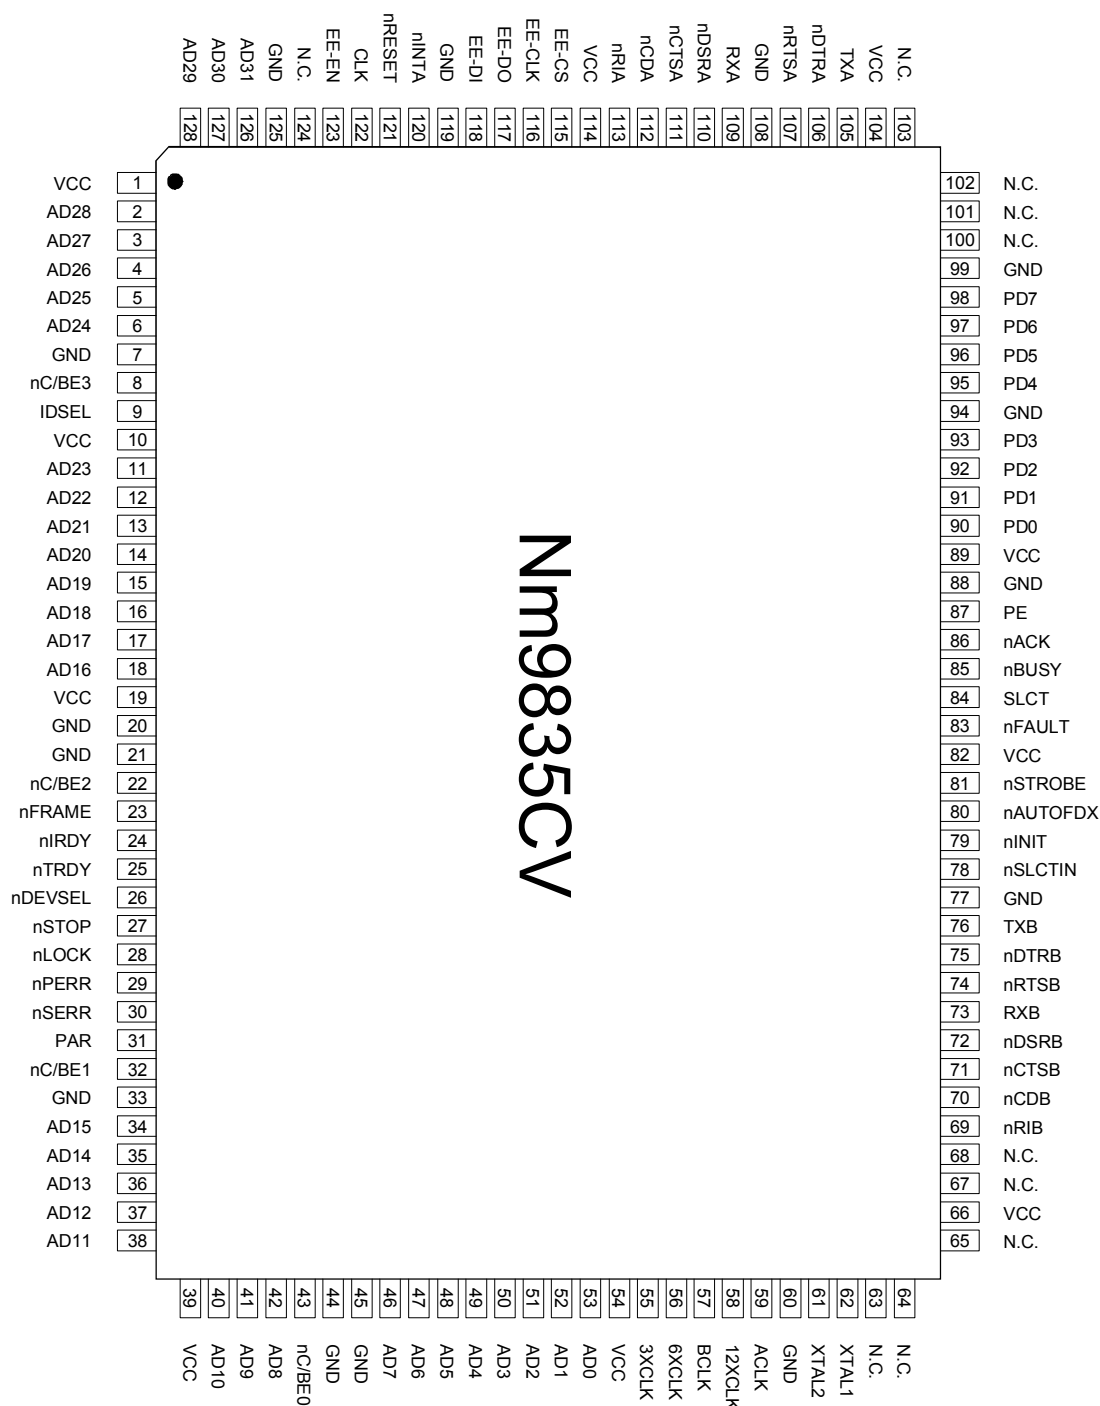 AD29 AD30 AD31 GND N.C. EE-EN CLK nRESET nINTA GND EE-DI EE-DO EE-CLK EE-CS VCC nRIA nCDA nCTSA nDSRA RXA GND nRTSA nDTRA TXA VCC N.C.
128 127 126 125 124 123 122 121 120 119 118 117 116 115 114 113 112 111 110 109 108 107 106 105 104 103
VCC 1 102 N.C.
AD28 2 101 N.C.
AD27 3 100 N.C.
AD26 4 99 GND
AD25 5 98 PD7
AD24 6 97 PD6
GND 7 96 PD5
nC/BE3 8 95 PD4
IDSEL 9 94 GND
VCC 10 93 PD3
AD23 11 92 PD2
AD22 12 91 PD1
AD21 13 90 PD0
AD20 14 89 VCC
AD19 15 88 GND
AD18 16 87 PE
AD17 17 86 nACK
AD16 18 85 nBUSY
VCC 19 84 SLCT
GND 20 83 nFAULT
GND 21 82 VCC
nC/BE2 22 81 nSTROBE
nFRAME 23 80 nAUTOFDX
nIRDY 24 79 nINIT
nTRDY 25 78 nSLCTIN
nDEVSEL 26 77 GND
nSTOP 27 76 TXB
nLOCK 28 75 nDTRB
nPERR 29 74 nRTSB
nSERR 30 73 RXB
PAR 31 72 nDSRB
nC/BE1 32 71 nCTSB
GND 33 70 nCDB
AD15 34 69 nRIB
AD14 35 68 N.C.
AD13 36 67 N.C.
AD12 37 66 VCC
AD11 38 65 N.C.
Nm9835CV
39 40 41 42 43 44 45 46 47 48 49 50 51 52 53 54 55 56 57 58 59 60 61 62 63 64
VCC AD10 AD9 AD8 nC/BE0 GND GND AD7 AD6 AD5 AD4 AD3 AD2 AD1 AD0 VCC 3XCLK 6XCLK BCLK 12XCLK ACLK GND XTAL2 XTAL1 N.C. N.C.